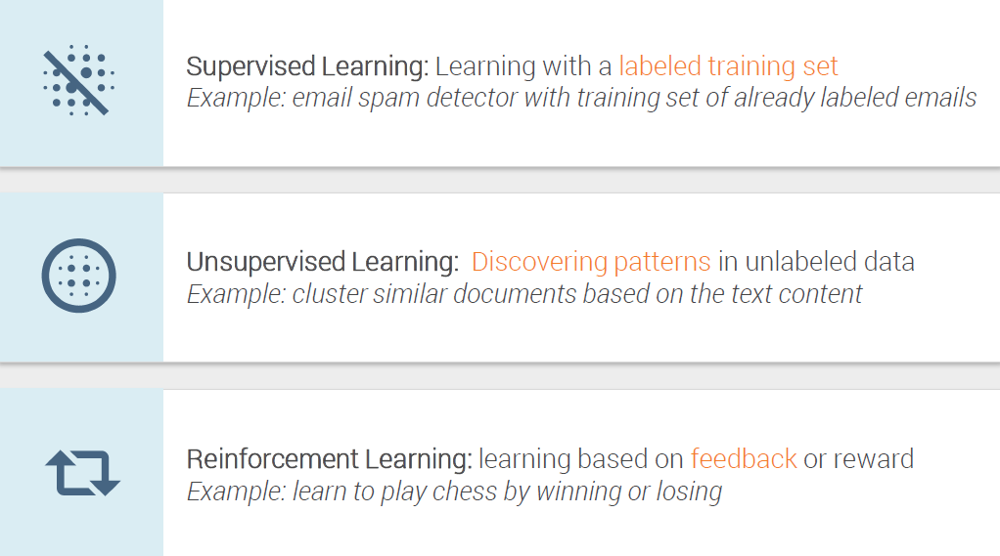 Supervised Learning: Learning with a labeled training set
Example: email spam detector with training set of already labeled emails
Unsupervised Learning:  Discovering patterns in unlabeled data
Example: cluster similar documents based on the text content
Reinforcement Learning: learning based on feedback or reward
Example: learn to play chess by winning or losing